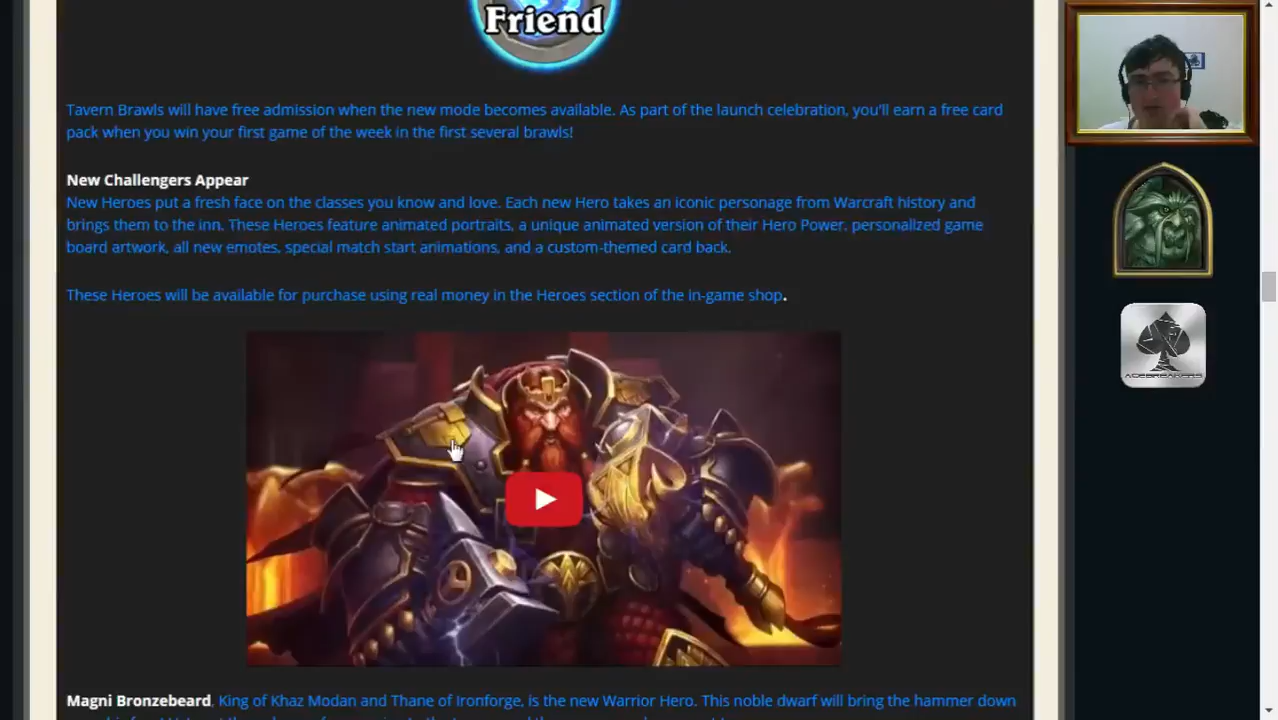 Friend
Tavern Brawls will have free admission when the new mode becomes available. As part of the launch celebration, you'll earn a free card
pack when you win your first game of the week in the first several brawls!
New Challengers Appear
New Heroes put a fresh face on the classes you know and love. Each new Hero takes an iconic personage from Warcraft history and
brings them to the inn. These Heroes feature animated portraits, a unique animated version of their Hero Power, personalized game
board artwork, all new emotes, special match start animations, and a custom-themed card back.
These Heroes will be available for purchase using real money in the Heroes section of the in-game shop.
ACEBREAKERS
Magni Bronzebeard, King of Khaz Modan and Thane of Ironforge, is the new Warrior Hero. This noble dwarf will bring the hammer down